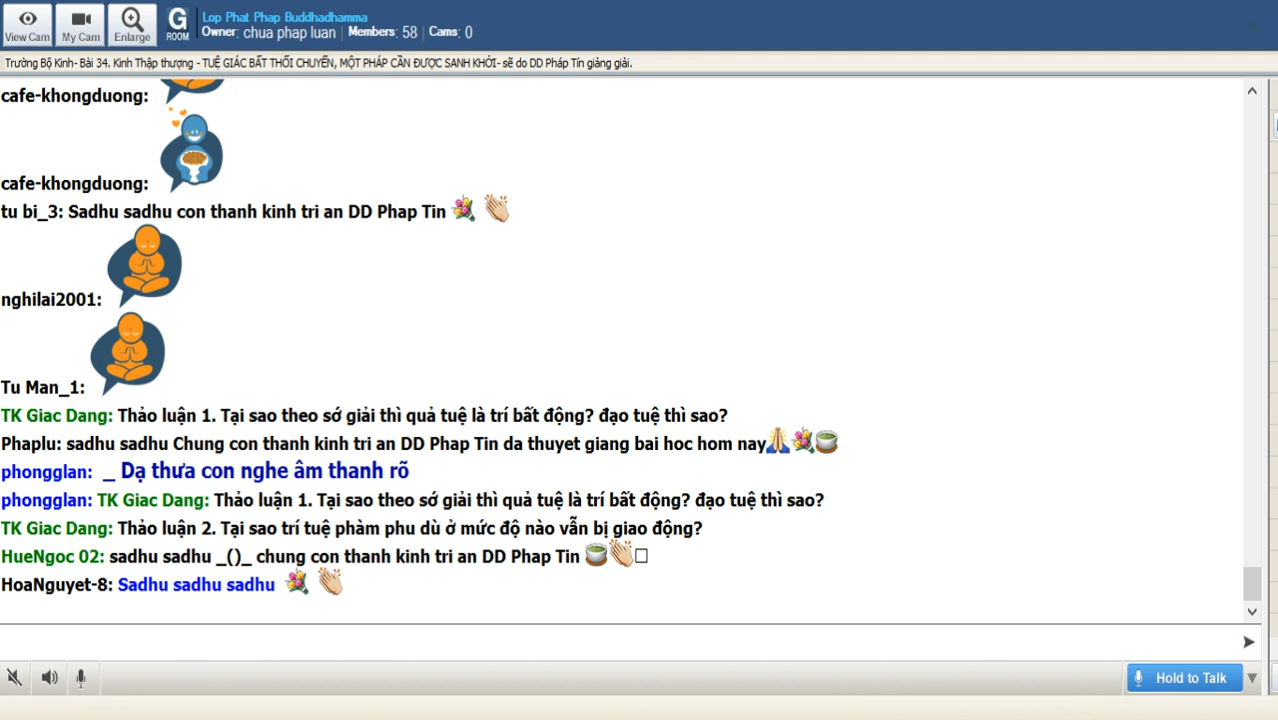 View Cam
My Cam
Enlarge
G
ROOM
Lop Phat Phap Buddhadhamma
Owner: chua phap luan | Members: 58 | Cams: 0
Trường Bộ Kinh- Bài 34. Kinh Thập thượng - TUỆ GIÁC BẤT THỐI CHUYỂN, MỘT PHÁP CẦN ĐƯỢC SANH KHỞI- sẽ do DD Pháp Tín giảng giải.
cafe-khongduong:
cafe-khongduong:
tu bi_3: Sadhu sadhu con thanh kinh tri an DD Phap Tin
nghilai2001:
Tu Man_1:
TK Giac Dang: Thảo luận 1. Tại sao theo sớ giải thì quả tuệ là trí bất động? đạo tuệ thì sao?
Phaplu: sadhu sadhu Chung con thanh kinh tri an DD Phap Tin da thuyet giang bai hoc hom nay
phongglan: _ Dạ thưa con nghe âm thanh rõ
phongglan: TK Giac Dang: Thảo luận 1. Tại sao theo sớ giải thì quả tuệ là trí bất động? đạo tuệ thì sao?
TK Giac Dang: Thảo luận 2. Tại sao trí tuệ phàm phu dù ở mức độ nào vẫn bị giao động?
HueNgoc 02: sadhu sadhu _()_ chung con thanh kinh tri an DD Phap Tin
HoaNguyet-8: Sadhu sadhu sadhu
Hold to Talk